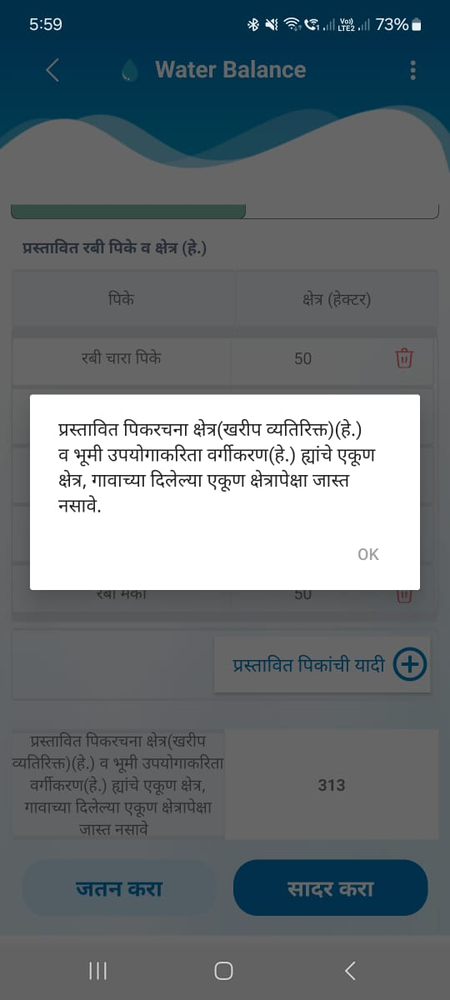 5:59
Vo))
LTE2
73%
Water Balance
प्रस्तावित रबी पिके व क्षेत्र (हे.)
पिके
क्षेत्र (हेक्टर)
रबी चारा पिके
50
प्रस्तावित पिकरचना क्षेत्र(खरीप व्यतिरिक्त)(हे.)
व भूमी उपयोगाकरिता वर्गीकरण(हे.) ह्यांचे एकूण
क्षेत्र, गावाच्या दिलेल्या एकूण क्षेत्रापेक्षा जास्त
नसावे.
OK
रबी मका
50
प्रस्तावित पिकांची यादी
प्रस्तावित पिकरचना क्षेत्र(खरीप
व्यतिरिक्त)(हे.) व भूमी उपयोगाकरिता
वर्गीकरण(हे.) ह्यांचे एकूण क्षेत्र,
गावाच्या दिलेल्या एकूण क्षेत्रापेक्षा
जास्त नसावे
313
जतन करा
सादर करा